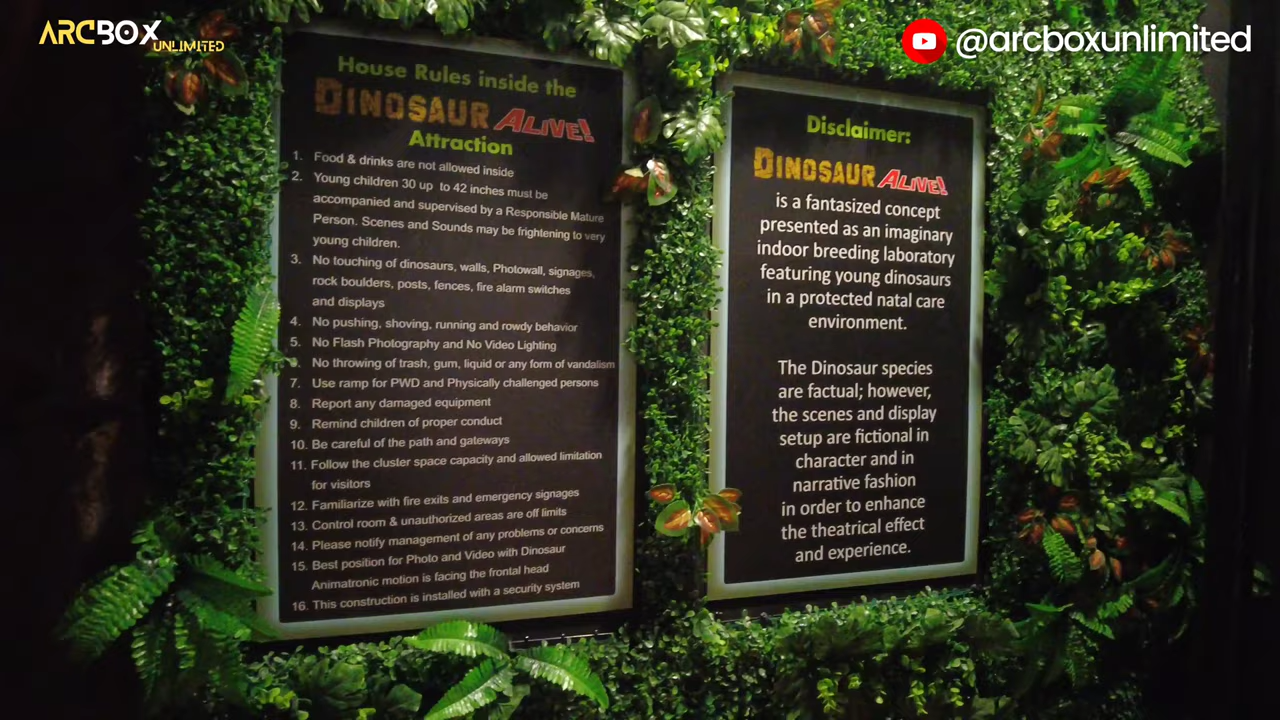 ARCBOX
UNLIMITED
@arcboxunlimited
House Rules inside the
DINOSAUR ALIVE!
Attraction
1. Food & drinks are not allowed inside
2. Young children 30 up to 42 inches must be
accompanied and supervised by a Responsible Mature
Person. Scenes and Sounds may be frightening to very
young children.
3. No touching of dinosaurs, walls, Photowall, signages,
rock boulders, posts, fences, fire alarm switches
and displays
4. No pushing, shoving, running and rowdy behavior
5. No Flash Photography and No Video Lighting
6. No throwing of trash, gum, liquid or any form of vandalism
7. Use ramp for PWD and Physically challenged persons
8. Report any damaged equipment
9. Remind children of proper conduct
10. Be careful of the path and gateways
11. Follow the cluster space capacity and allowed limitation
for visitors
12. Familiarize with fire exits and emergency signages
13. Control room & unauthorized areas are off limits
14. Please notify management of any problems or concerns
15. Best position for Photo and Video with Dinosaur
Animatronic motion is facing the frontal head
16. This construction is installed with a security system
Disclaimer:
DINOSAUR ALIVE!
is a fantasized concept
presented as an imaginary
indoor breeding laboratory
featuring young dinosaurs
in a protected natal care
environment.
The Dinosaur species
are factual; however,
the scenes and display
setup are fictional in
character and in
narrative fashion
in order to enhance
the theatrical effect
and experience.